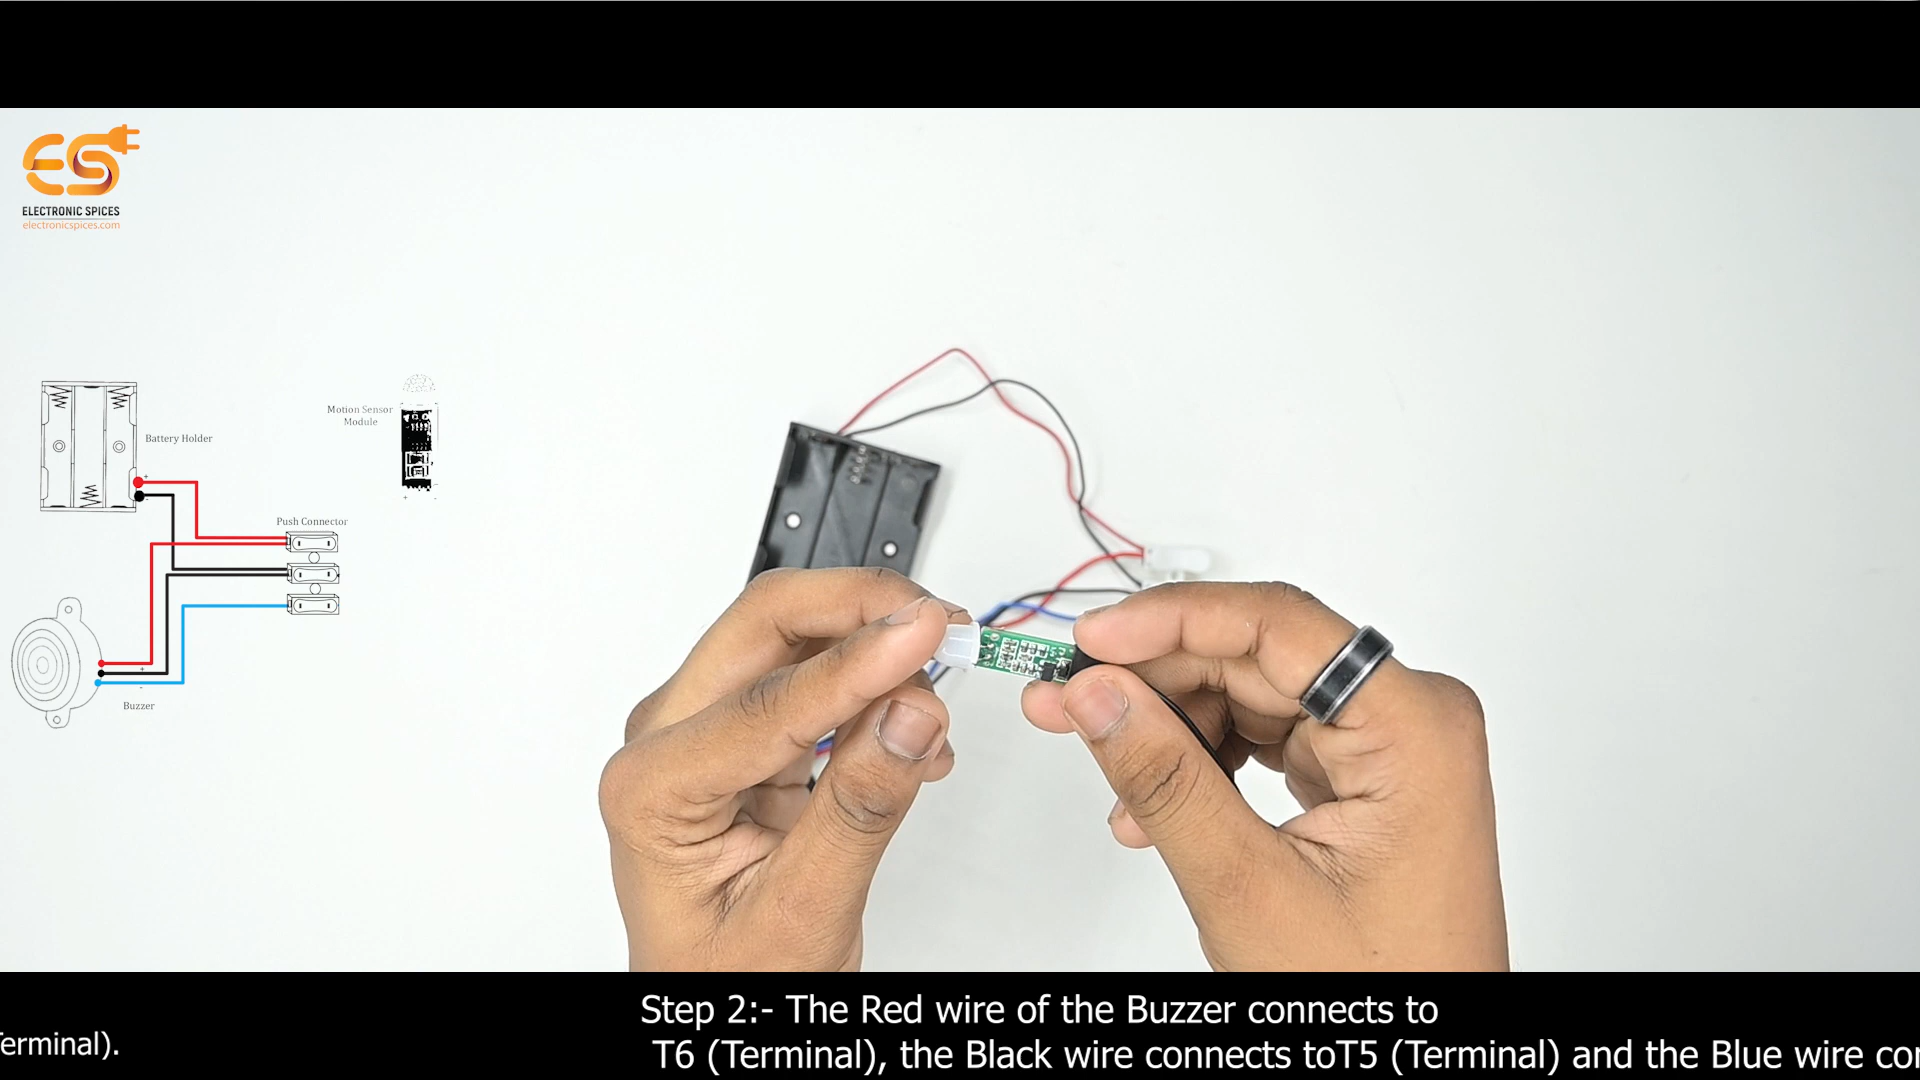 ES
ELECTRONIC SPICES
electronicspices.com
Motion Sensor
Module
Battery Holder
Push Connector
Buzzer
Step 2:- The Red wire of the Buzzer connects to
erminal).
T6 (Terminal), the Black wire connects toT5 (Terminal) and the Blue wire